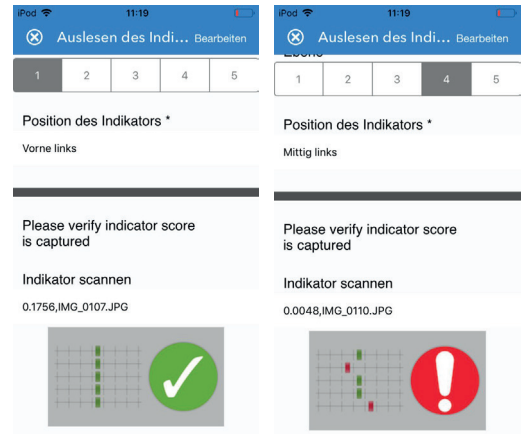 iPod 11:19
Auslesen des Indi... Bearbeiten
1 2 3 4 5
Position des Indikators *
Vorne links
Please verify indicator score
is captured
Indikator scannen
0.1756,IMG_0107.JPG
iPod 11:19
Auslesen des Indi... Bearbeiten
1 2 3 4 5
Position des Indikators *
Mittig links
Please verify indicator score
is captured
Indikator scannen
0.0048,IMG_0110.JPG